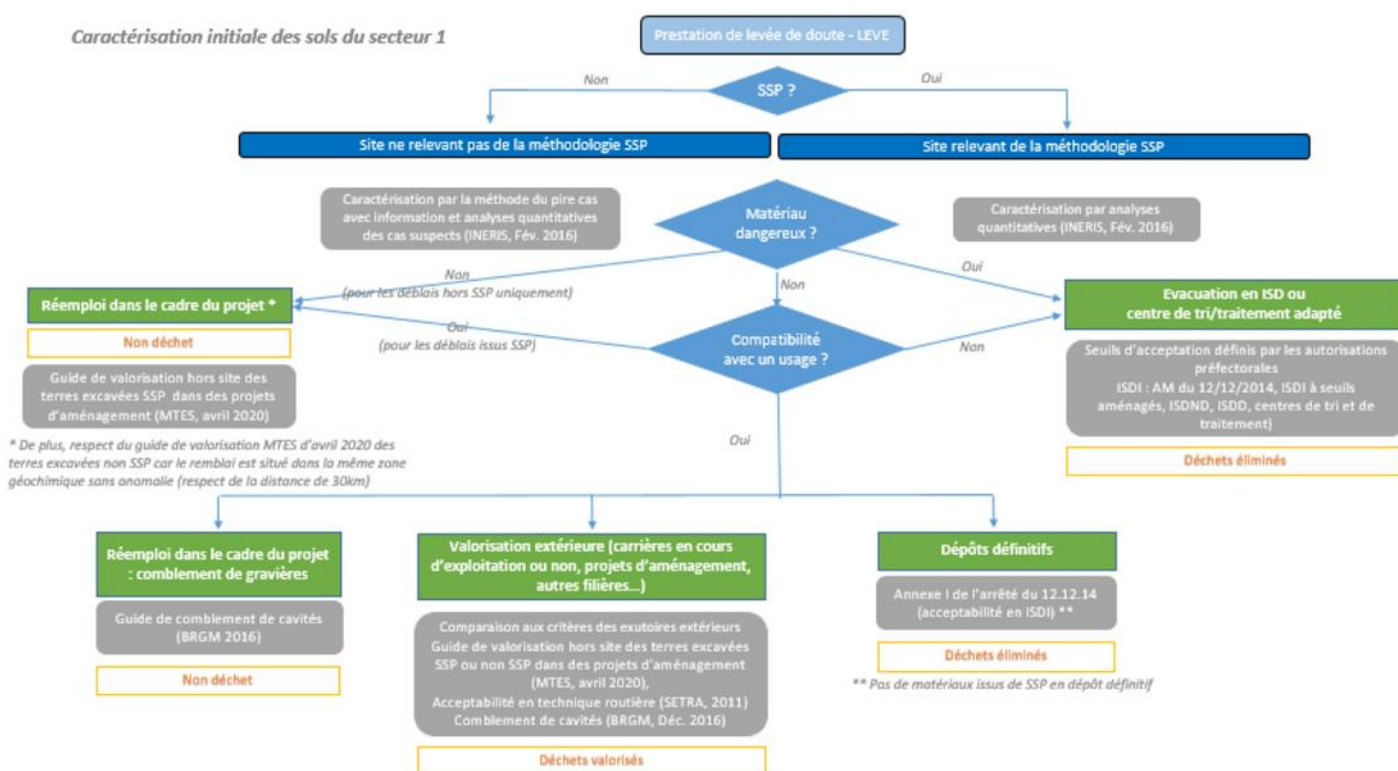 Caractérisation initiale des sols du secteur 1
Prestation de levée de doute - LEVE
Non
SSP ?
Oui
Site ne relevant pas de la méthodologie SSP
Site relevant de la méthodologie SSP
Caractérisation par la méthode du pire cas
avec information et analyses quantitatives
des cas suspects (INERIS, Fév. 2016)
Matériau
dangereux ?
Caractérisation par analyses
quantitatives (INERIS, Fév. 2016)
Non
(pour les déblais hors SSP uniquement)
Non
Oui
Réemploi dans le cadre du projet *
Non déchet
Guide de valorisation hors site des
terres excavées SSP dans des projets
d'aménagement (MTES, avril 2020)
* De plus, respect du guide de valorisation MTES d'avril 2020 des
terres excavées non SSP car le remblai est situé dans la même zone
géochimique sans anomalie (respect de la distance de 30km)
Oui
(pour les déblais issus SSP)
Compatibilité
avec un usage ?
Non
Evacuation en ISD ou
centre de tri/traitement adapté
Seuils d'acceptation définis par les autorisations
préfectorales
ISDI : AM du 12/12/2014, ISDI à seuils
aménagés, ISDND, ISDD, centres de tri et de
traitement)
Déchets éliminés
Oui
Réemploi dans le cadre du projet
: comblement de gravières
Guide de comblement de cavités
(BRGM 2016)
Non déchet
Valorisation extérieure (carrières en cours
d'exploitation ou non, projets d'aménagement,
autres filières...)
Comparaison aux critères des exutoires extérieurs
Guide de valorisation hors site des terres excavées
SSP ou non SSP dans des projets d'aménagement
(MTES, avril 2020),
Acceptabilité en technique routière (SETRA, 2011)
Comblement de cavités (BRGM, Déc. 2016)
Déchets valorisés
Dépôts définitifs
Annexe I de l'arrêté du 12.12.14
(acceptabilité en ISDI) **
Déchets éliminés
** Pas de matériaux issus de SSP en dépôt définitif